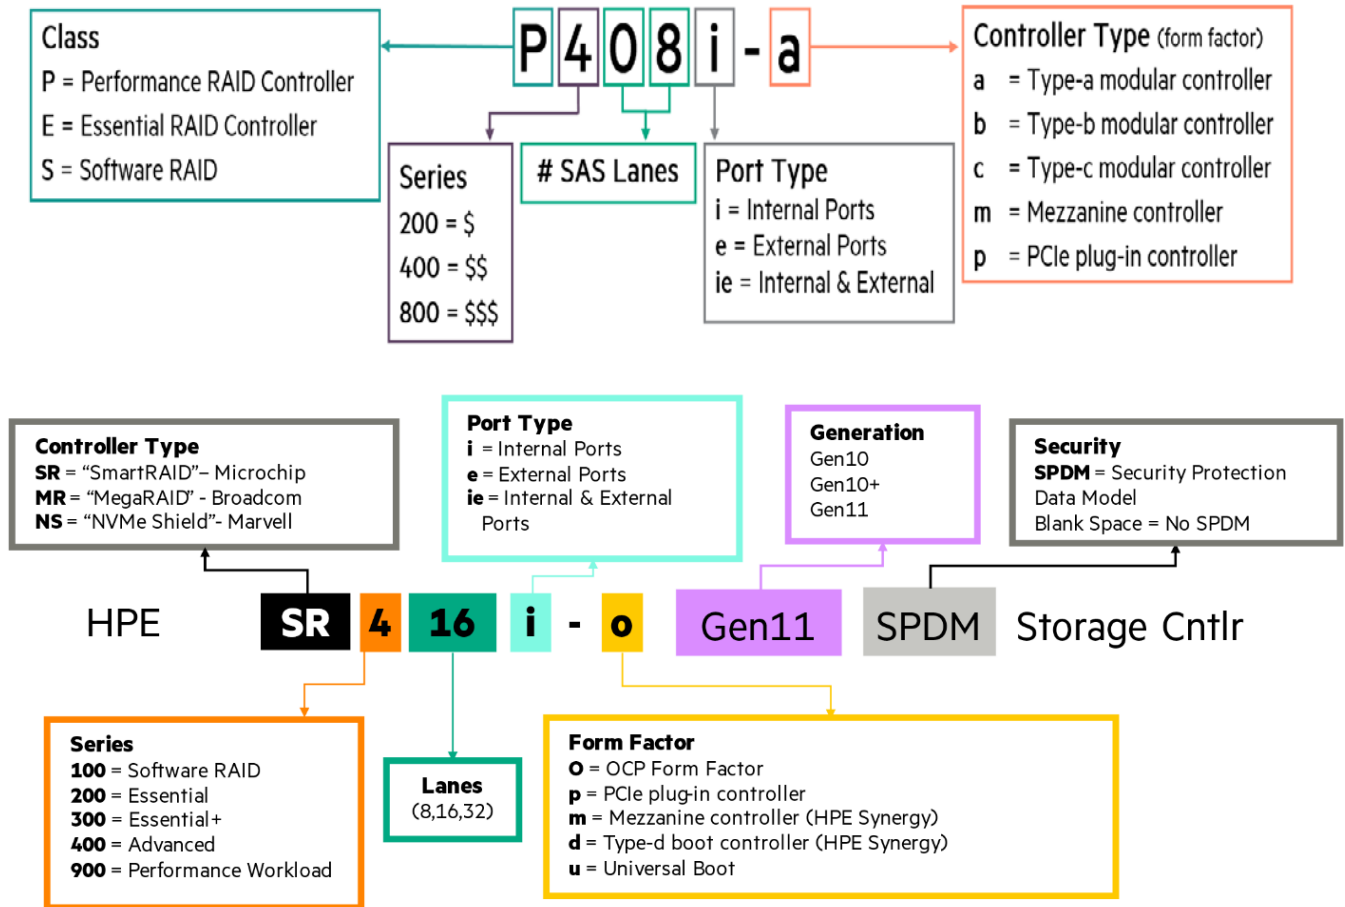 Class
P = Performance RAID Controller
E = Essential RAID Controller
S = Software RAID
P408i-a
Controller Type (form factor)
a = Type-a modular controller
b = Type-b modular controller
c = Type-c modular controller
m = Mezzanine controller
p = PCIe plug-in controller
Series
200 = $
400 = $$
800 = $$$
# SAS Lanes
Port Type
i = Internal Ports
e = External Ports
ie = Internal & External
Controller Type
SR = “SmartRAID”– Microchip
MR = “MegaRAID” - Broadcom
NS = “NVMe Shield”- Marvell
Port Type
i = Internal Ports
e = External Ports
ie = Internal & External
Ports
Generation
Gen10
Gen10+
Gen11
Security
SPDM = Security Protection
Data Model
Blank Space = No SPDM
HPE SR 4 16 i - o Gen11 SPDM Storage Cntlr
Series
100 = Software RAID
200 = Essential
300 = Essential+
400 = Advanced
900 = Performance Workload
Lanes
(8,16,32)
Form Factor
O = OCP Form Factor
p = PCIe plug-in controller
m = Mezzanine controller (HPE Synergy)
d = Type-d boot controller (HPE Synergy)
u = Universal Boot